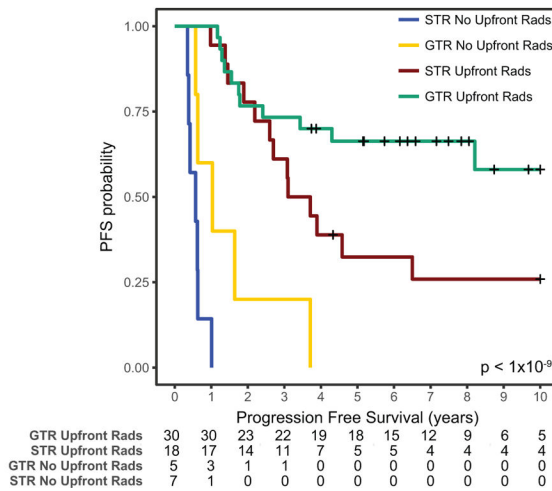 STR No Upfront Rads
GTR No Upfront Rads
STR Upfront Rads
GTR Upfront Rads
1.00
0.75
0.50
0.25
0.00
PFS probability
p < 1x10⁻⁹
0 1 2 3 4 5 6 7 8 9 10
Progression Free Survival (years)
GTR Upfront Rads 30 30 23 22 19 18 15 12 9 6 5
STR Upfront Rads 18 17 14 11 7 5 5 4 4 4 4
GTR No Upfront Rads 5 3 1 1 0 0 0 0 0 0 0
STR No Upfront Rads 7 1 0 0 0 0 0 0 0 0 0